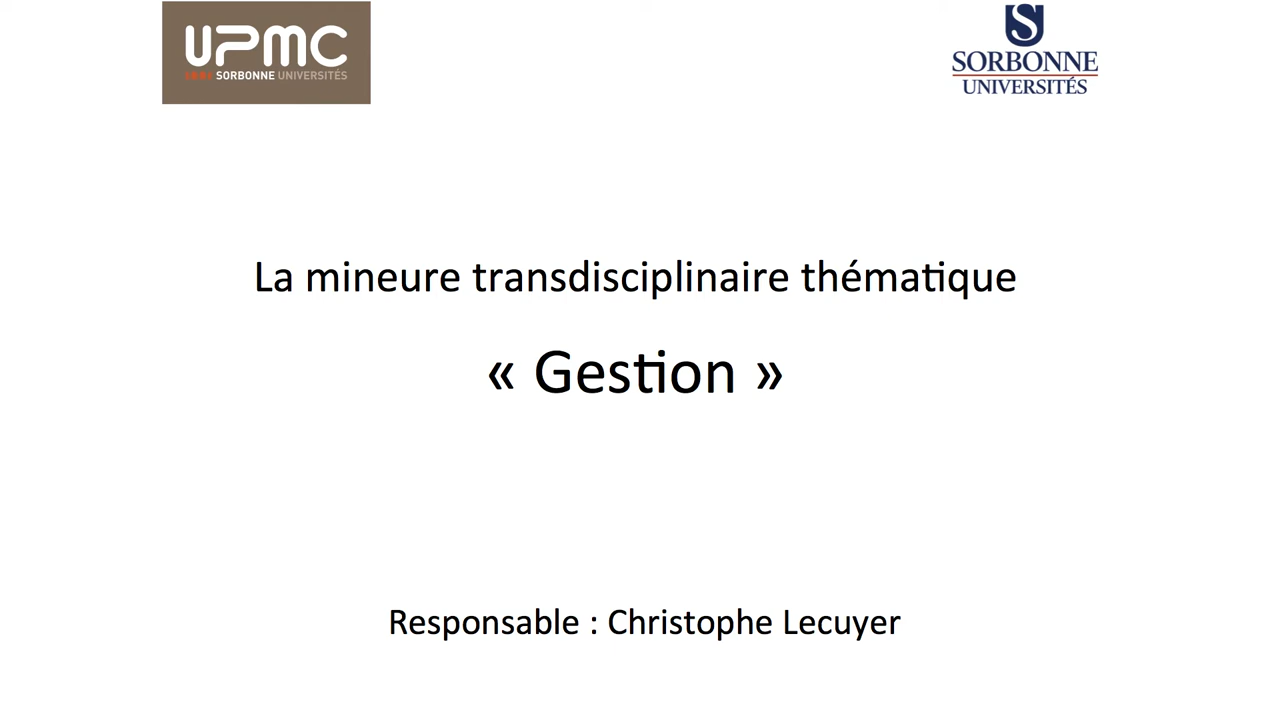 UPMC
SORBONNE UNIVERSITÉS
S
SORBONNE
UNIVERSITÉS
La mineure transdisciplinaire thématique
« Gestion »
Responsable : Christophe Lecuyer